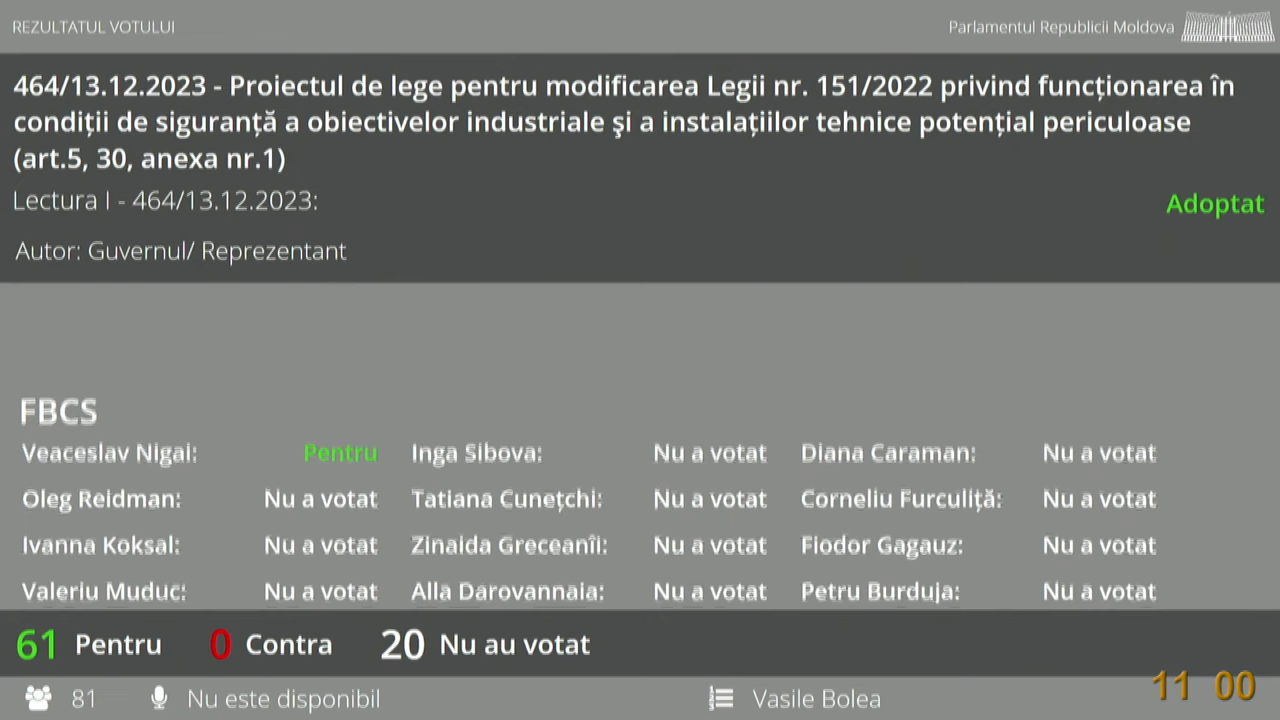 REZULTATUL VOTULUI
Parlamentul Republicii Moldova
464/13.12.2023 - Proiectul de lege pentru modificarea Legii nr. 151/2022 privind funcționarea în
condiții de siguranță a obiectivelor industriale şi a instalațiilor tehnice potențial periculoase
(art.5, 30, anexa nr.1)
Lectura I - 464/13.12.2023:
Adoptat
Autor: Guvernul/ Reprezentant
FBCS
Veaceslav Nigai: Pentru Inga Sibova: Nu a votat Diana Caraman: Nu a votat
Oleg Reidman: Nu a votat Tatiana Cunețchi: Nu a votat Corneliu Furculiță: Nu a votat
Ivanna Koksal: Nu a votat Zinaida Greceanîi: Nu a votat Fiodor Gagauz: Nu a votat
Valeriu Muduc: Nu a votat Alla Darovannaia: Nu a votat Petru Burduja: Nu a votat
61 Pentru 0 Contra 20 Nu au votat
81 Nu este disponibil Vasile Bolea 11 00